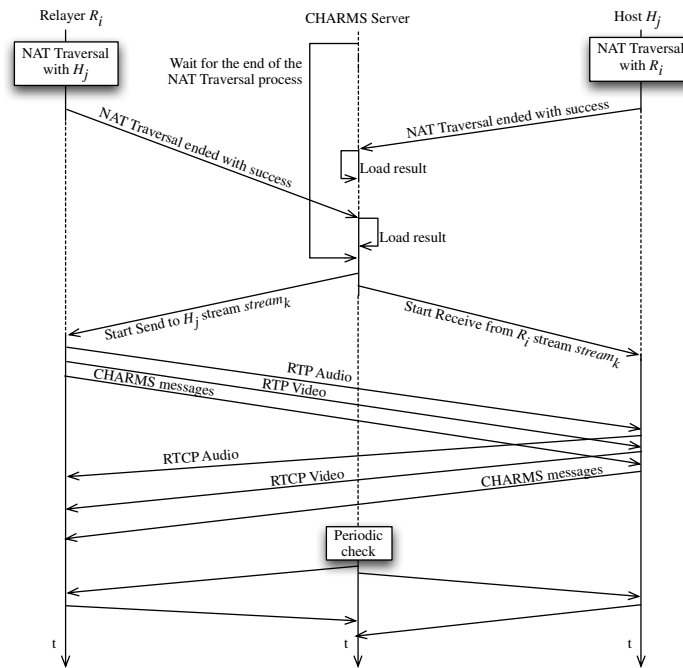 Relayer R_i
CHARMS Server
Host H_j
NAT Traversal
with H_j
Wait for the end of the
NAT Traversal process
NAT Traversal
with R_i
NAT Traversal ended with success
NAT Traversal ended with success
Load result
Load result
Start Send to H_j stream stream_k
Start Receive from R_i stream stream_k
RTP Audio
RTP Video
CHARMS messages
RTCP Audio
RTCP Video
CHARMS messages
Periodic
check
t
t
t